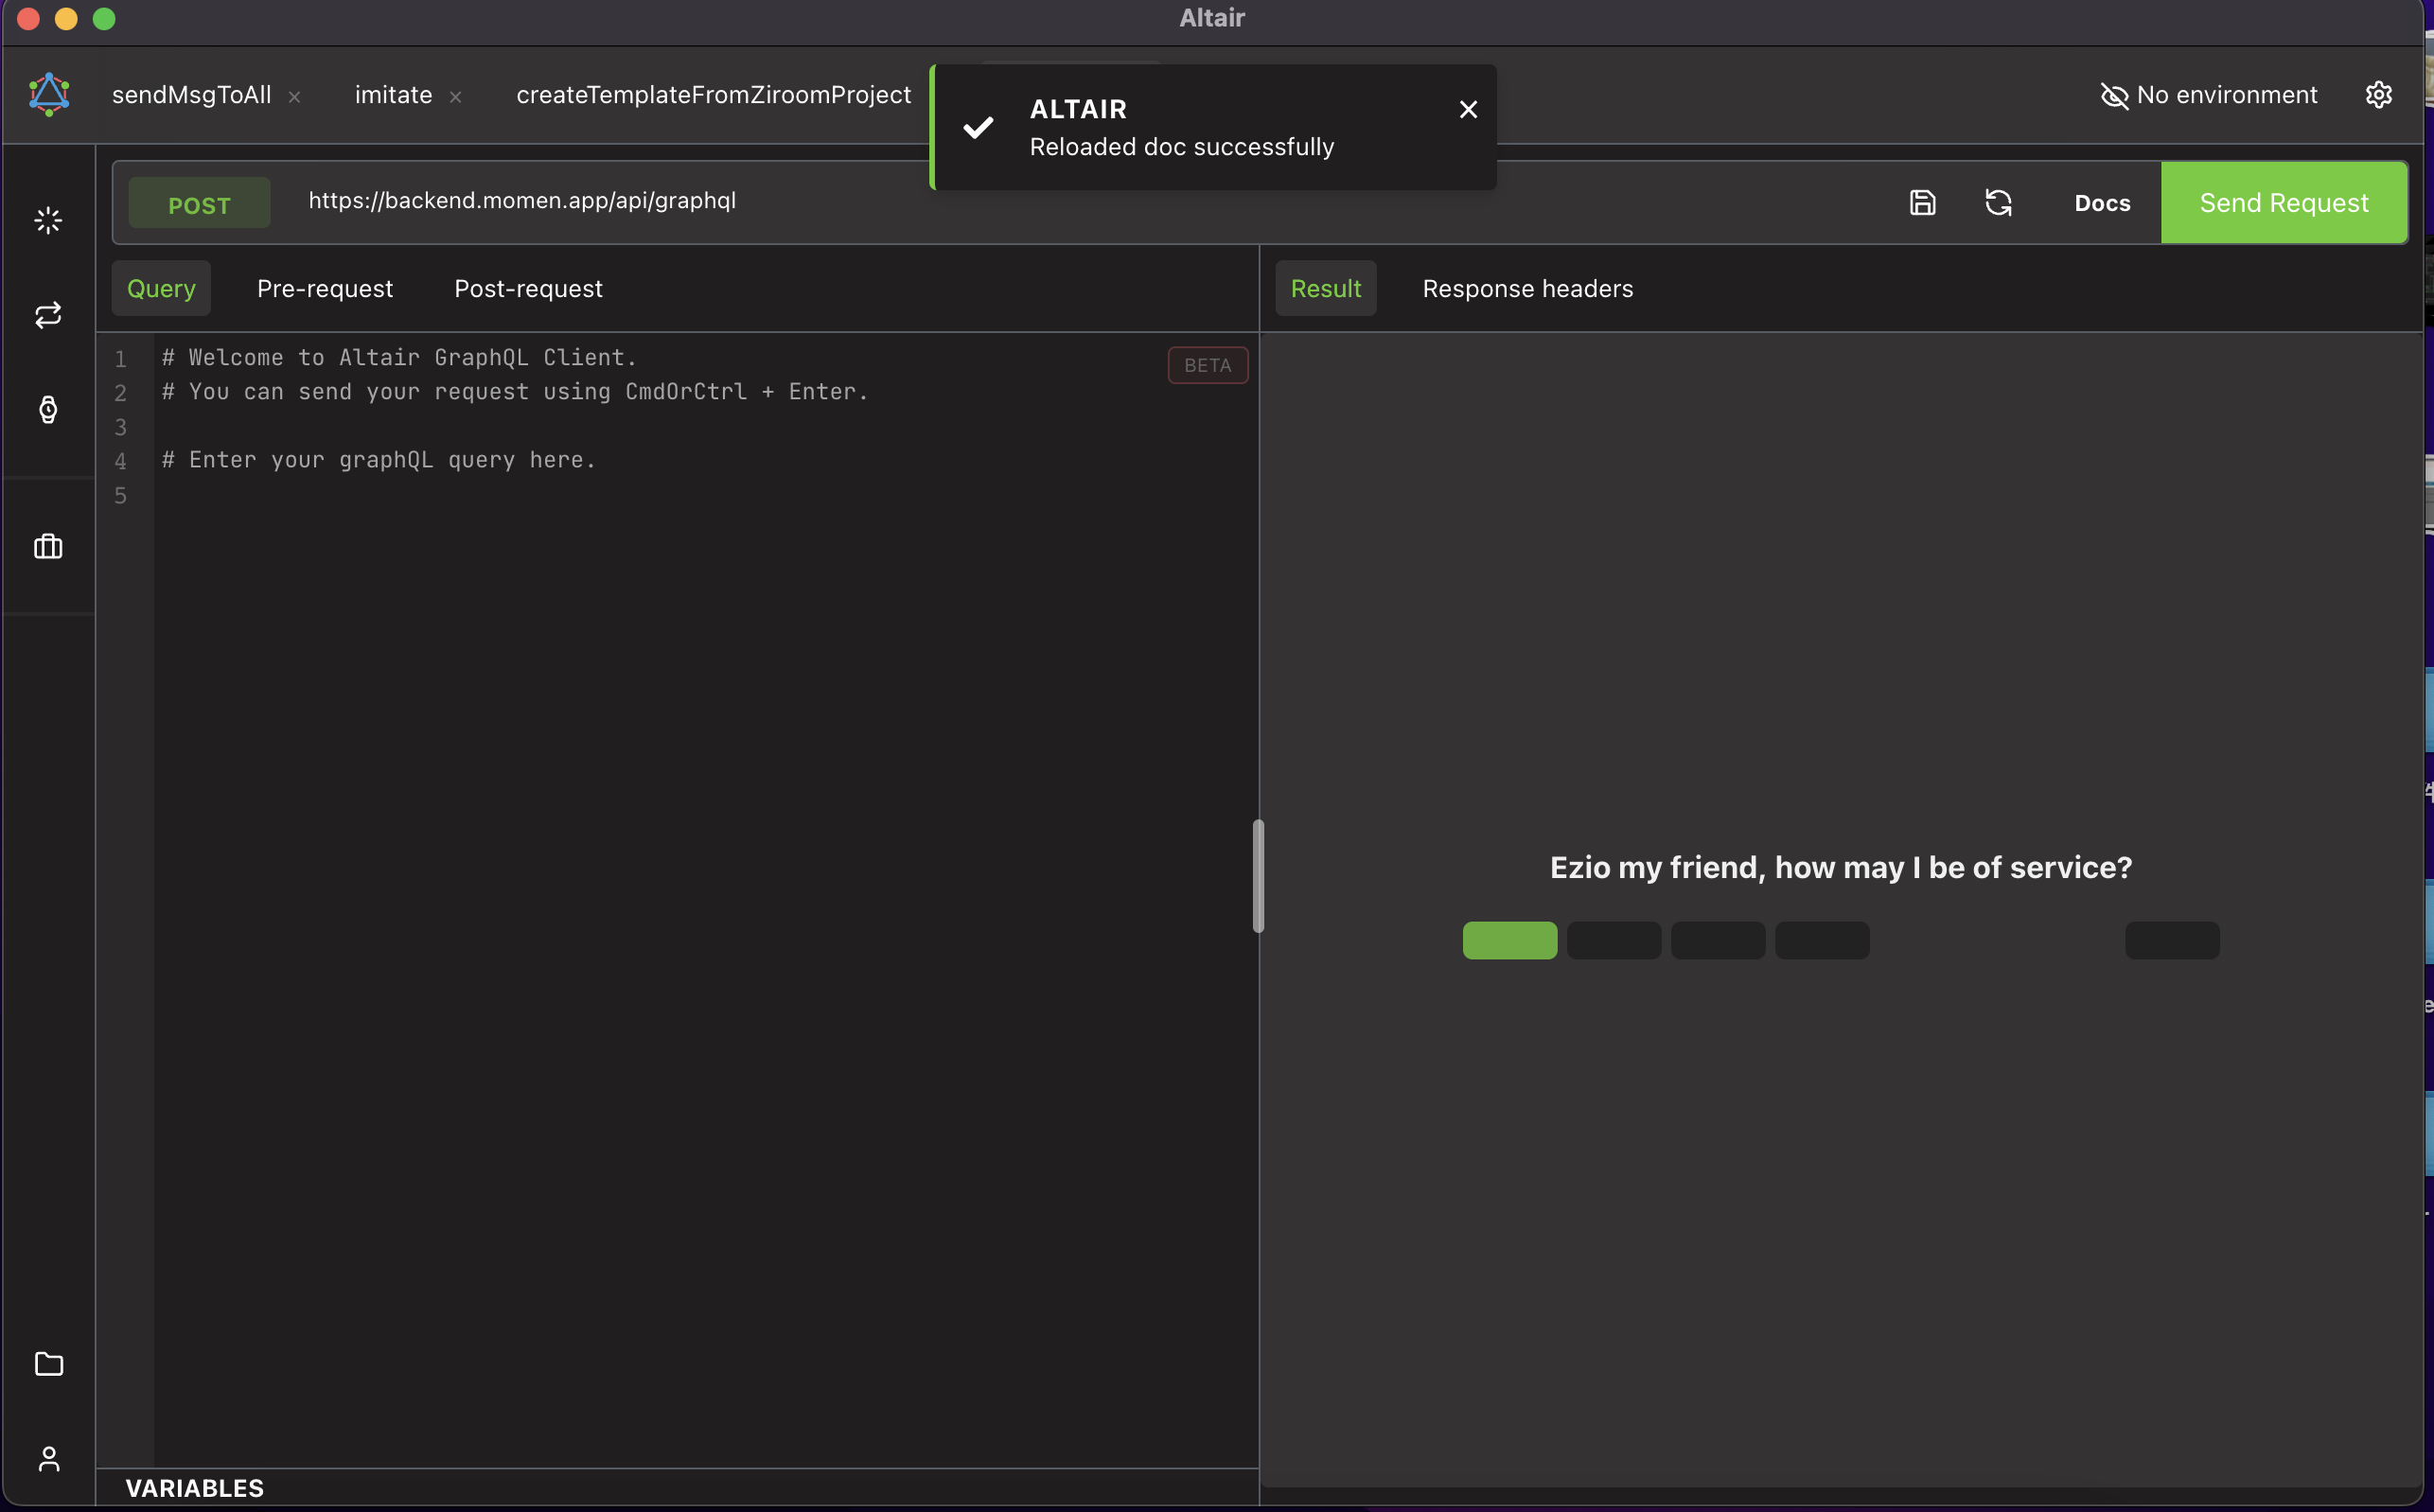 Altair
sendMsgToAll × imitate × createTemplateFromZiroomProject
No environment
ALTAIR
Reloaded doc successfully
POST https://backend.momen.app/api/graphql
Docs Send Request
Query Pre-request Post-request
Result Response headers
BETA
1 # Welcome to Altair GraphQL Client.
2 # You can send your request using CmdOrCtrl + Enter.
3
4 # Enter your graphQL query here.
5
Ezio my friend, how may I be of service?
VARIABLES